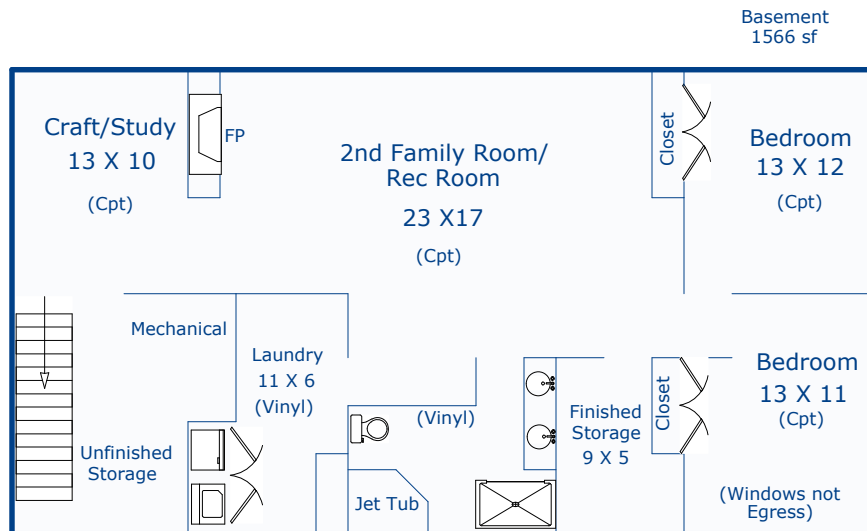 Basement
1566 sf
Craft/Study
13 X 10
(Cpt)
FP
2nd Family Room/
Rec Room
23 X17
(Cpt)
Closet
Bedroom
13 X 12
(Cpt)
Mechanical
Laundry
11 X 6
(Vinyl)
Unfinished
Storage
(Vinyl)
Jet Tub
Finished
Storage
9 X 5
Closet
Bedroom
13 X 11
(Cpt)
(Windows not
Egress)